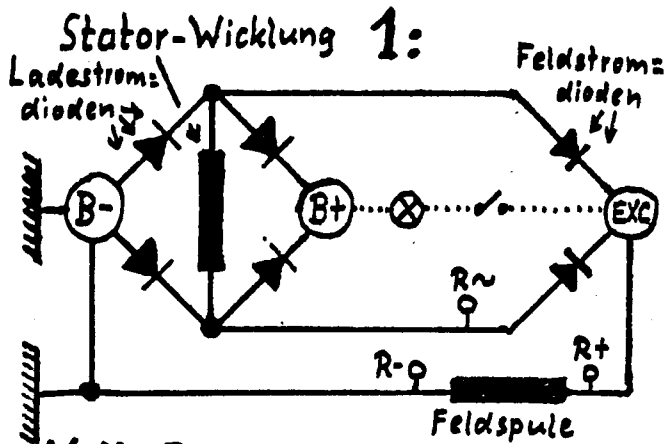 Stator-Wicklung 1:
Ladestrom=
dioden
Feldstrom=
dioden
B-
B+
EXC
R~
R-
R+
Feldspule